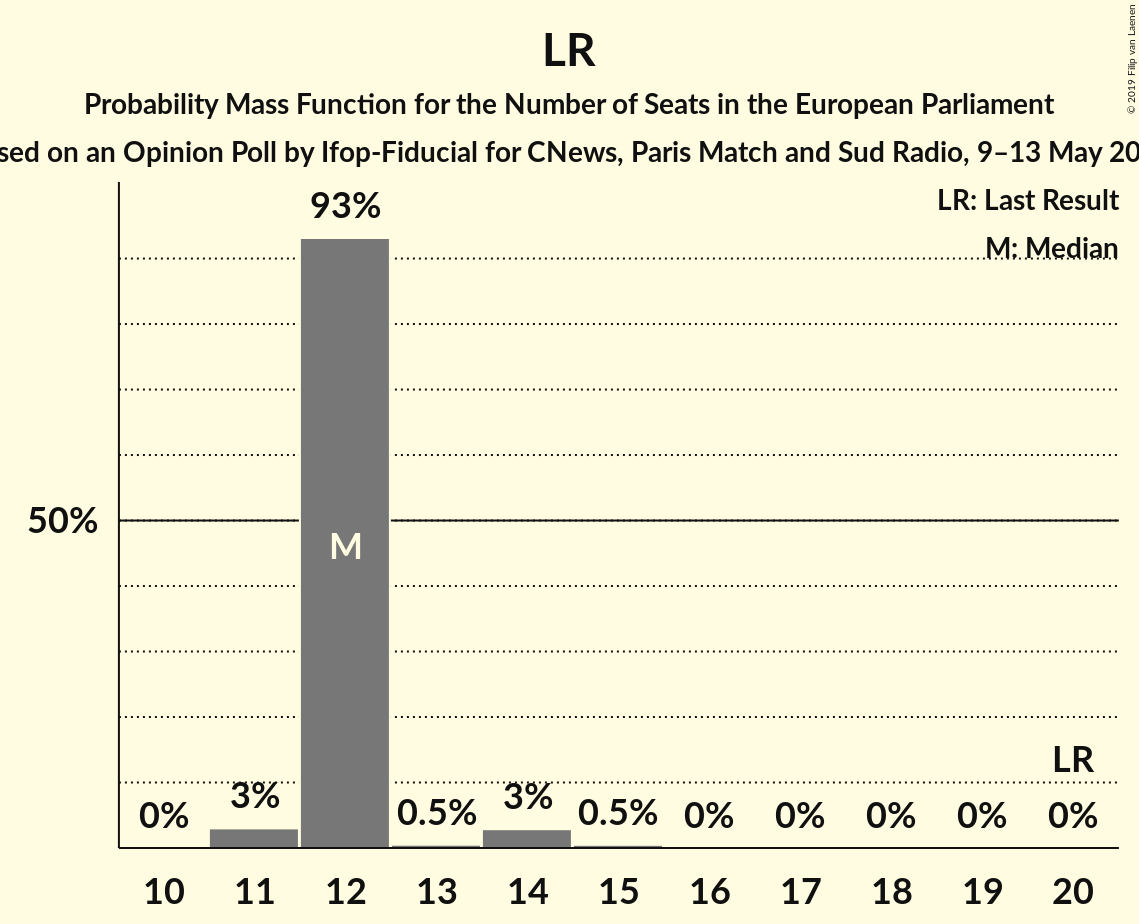 LR
Probability Mass Function for the Number of Seats in the European Parliament
sed on an Opinion Poll by Ifop-Fiducial for CNews, Paris Match and Sud Radio, 9–13 May 20
© 2019 Filip van Laenen
LR: Last Result
M: Median
93%
50%
M
LR
0% 3% 0.5% 3% 0.5% 0% 0% 0% 0% 0%
10 11 12 13 14 15 16 17 18 19 20